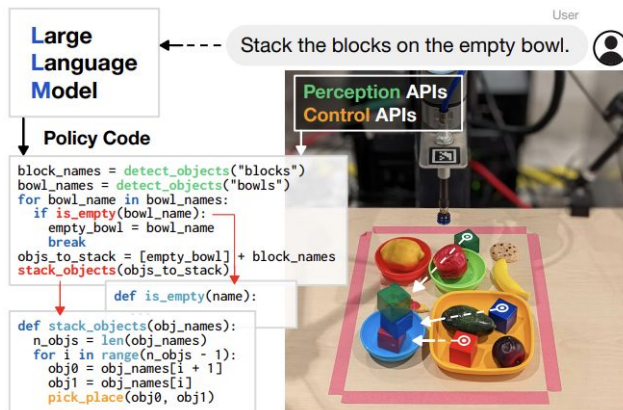 User
Stack the blocks on the empty bowl.
Large
Language
Model
Perception APIs
Control APIs
Policy Code
block_names = detect_objects("blocks")
bowl_names = detect_objects("bowls")
for bowl_name in bowl_names:
  if is_empty(bowl_name):
    empty_bowl = bowl_name
    break
objs_to_stack = [empty_bowl] + block_names
stack_objects(objs_to_stack)
def is_empty(name):
def stack_objects(obj_names):
  n_objs = len(obj_names)
  for i in range(n_objs - 1):
    obj0 = obj_names[i + 1]
    obj1 = obj_names[i]
    pick_place(obj0, obj1)